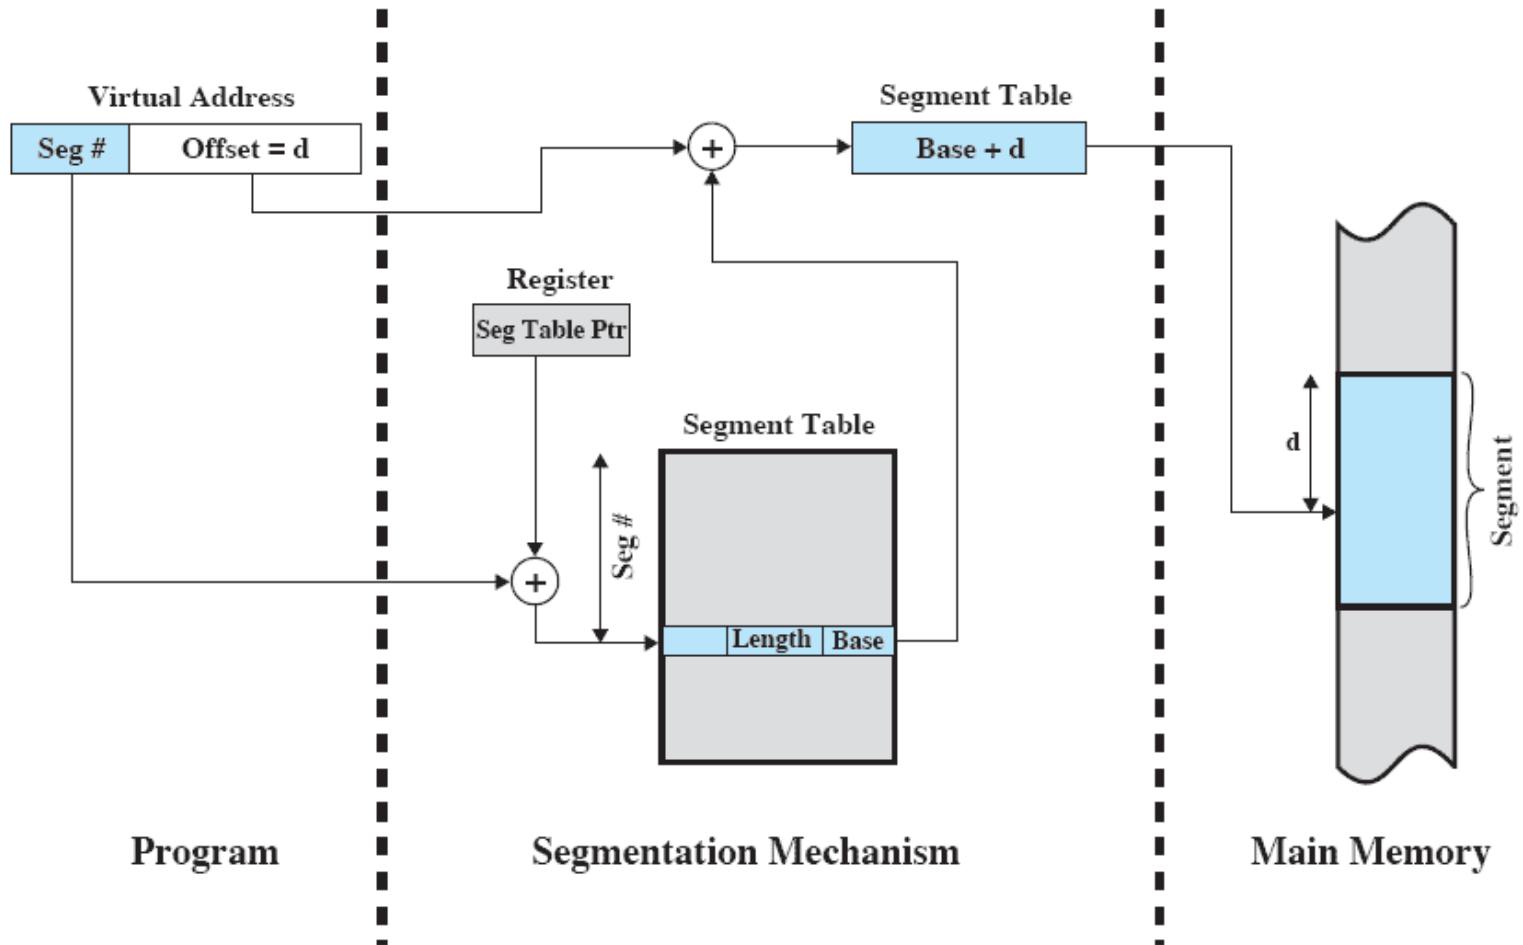 Virtual Address
Segment Table
Seg #
Offset = d
+
Base + d
Register
Seg Table Ptr
Segment Table
d
Segment
Seg #
+
Length
Base
Program
Segmentation Mechanism
Main Memory